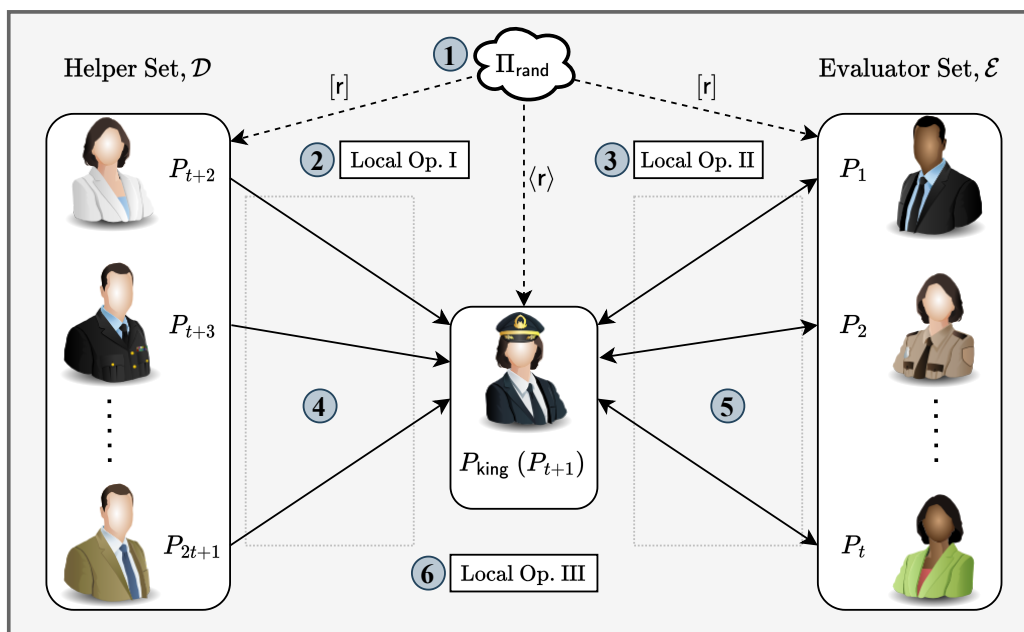 1
Π_rand
Helper Set, 𝒟
Evaluator Set, ℰ
[r]
[r]
2 Local Op. I
3 Local Op. II
P_{t+2}
⟨r⟩
P_1
P_{t+3}
P_2
4
5
P_king (P_{t+1})
P_{2t+1}
P_t
6 Local Op. III